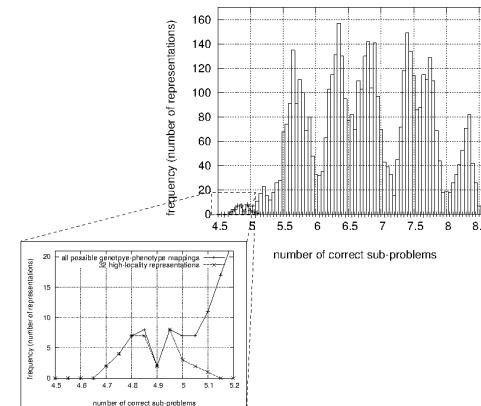 frequency (number of representations)
160
140
120
100
80
60
40
20
0
4.5 5 5.5 6 6.5 7 7.5 8 8.
number of correct sub-problems
frequency (number of representations)
20
15
10
5
0
all possible genotpye-phenotype mappings
32 high-locality representations
4.5 4.6 4.7 4.8 4.9 5 5.1 5.2
number of correct sub-problems